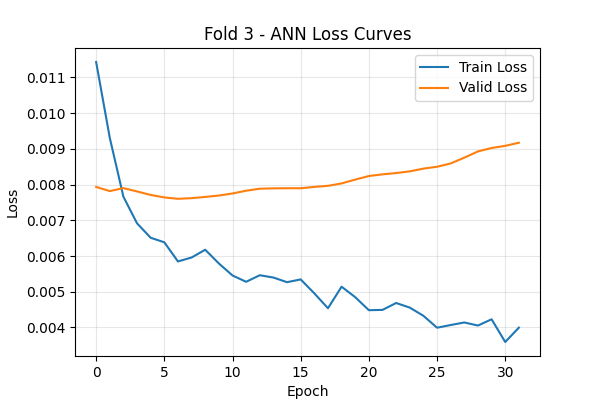 Fold 3 - ANN Loss Curves
Train Loss
Valid Loss
Loss
0.011
0.010
0.009
0.008
0.007
0.006
0.005
0.004
0 5 10 15 20 25 30
Epoch